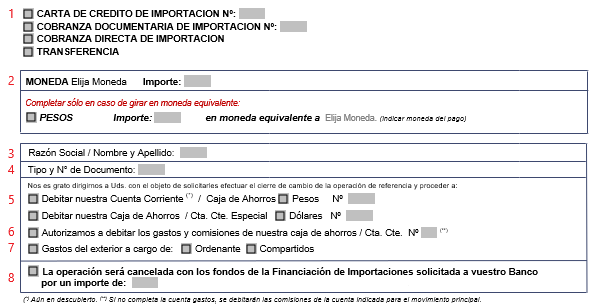 1 CARTA DE CREDITO DE IMPORTACION Nº:
COBRANZA DOCUMENTARIA DE IMPORTACION Nº:
COBRANZA DIRECTA DE IMPORTACION
TRANSFERENCIA
2 MONEDA Elija Moneda Importe:
Completar sólo en caso de girar en moneda equivalente:
PESOS Importe: en moneda equivalente a Elija Moneda. (Indicar moneda del pago)
3 Razón Social / Nombre y Apellido:
4 Tipo y N° de Documento:
Nos es grato dirigirnos a Uds. con el objeto de solicitarles efectuar el cierre de cambio de la operación de referencia y proceder a:
5 Debitar nuestra Cuenta Corriente (*) / Caja de Ahorros Pesos Nº
Debitar nuestra Caja de Ahorros / Cta. Cte. Especial Dólares Nº
6 Autorizamos a debitar los gastos y comisiones de nuestra caja de ahorro / Cta. Cte. Nº (**)
7 Gastos del exterior a cargo de: Ordenante Compartidos
8 La operación será cancelada con los fondos de la Financiación de Importaciones solicitada a vuestro Banco
por un importe de:
(*) Aún en descubierto. (**) Si no completa la cuenta gastos, se debitarán las comisiones de la cuenta indicada para el movimiento principal.